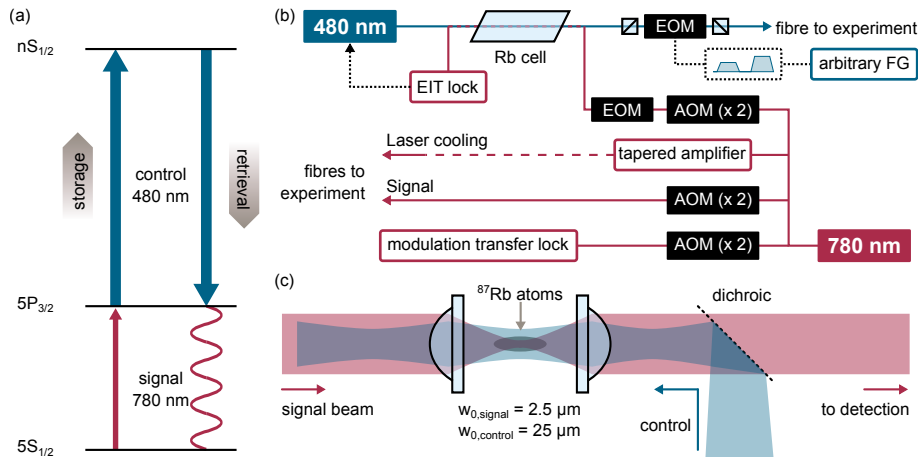 (a)
nS1/2
storage
control
480 nm
retrieval
5P3/2
signal
780 nm
5S1/2
(b)
480 nm
Rb cell
EOM
fibre to experiment
EIT lock
arbitrary FG
EOM
AOM (x 2)
Laser cooling
tapered amplifier
fibres to
experiment
Signal
AOM (x 2)
modulation transfer lock
AOM (x 2)
780 nm
(c)
87Rb atoms
dichroic
signal beam
w0,signal = 2.5 µm
w0,control = 25 µm
control
to detection